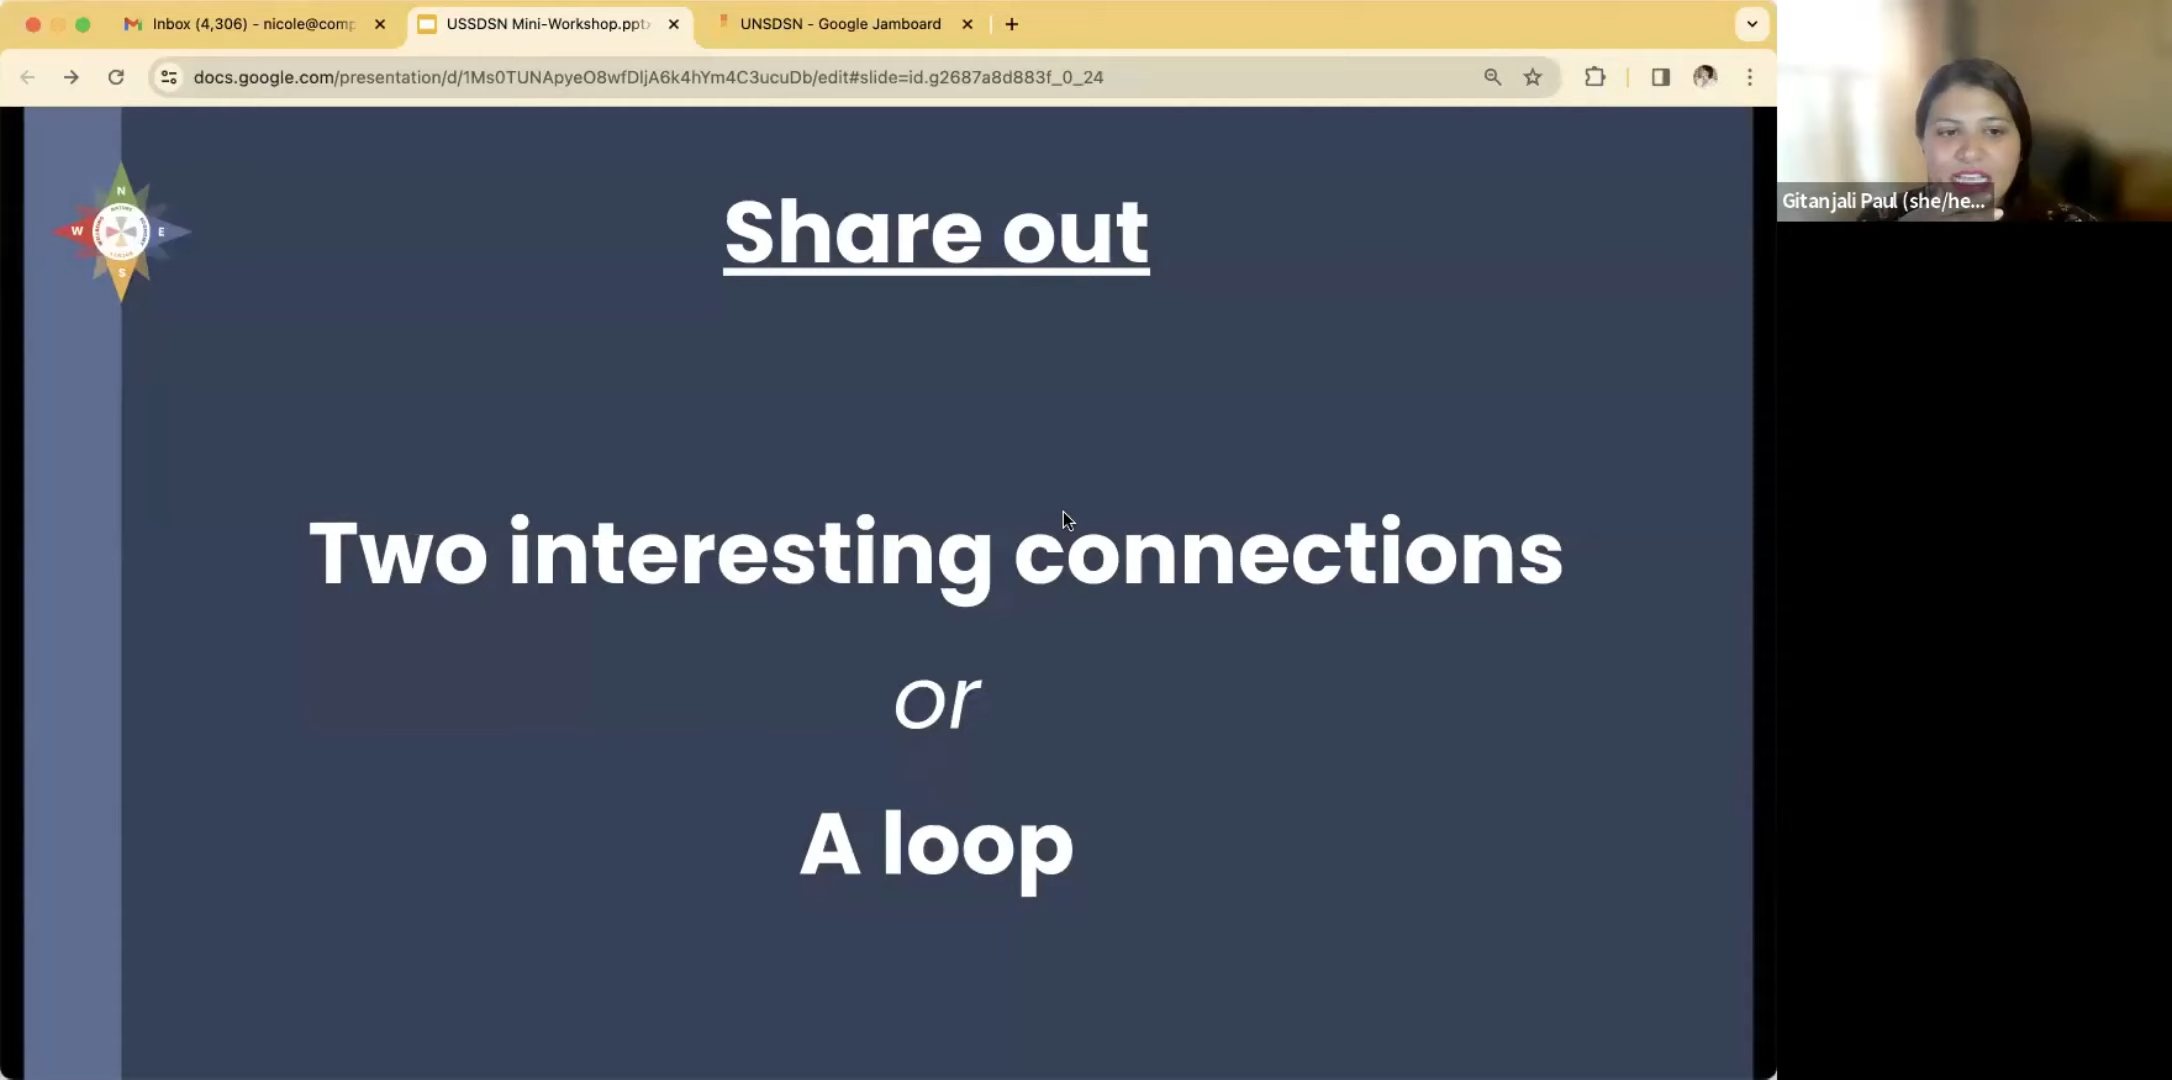 Inbox (4,306) - nicole@comp
USSDSN Mini-Workshop.pptx
UNSDSN - Google Jamboard
docs.google.com/presentation/d/1Ms0TUNApyeO8wfDljA6k4hYm4C3ucuDb/edit#slide=id.g2687a8d883f_0_24
Gitanjali Paul (she/he...
N
W
E
S
Share out
Two interesting connections
or
A loop